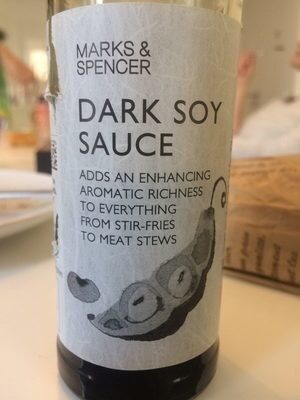 MARKS &
SPENCER
DARK SOY
SAUCE
ADDS AN ENHANCING
AROMATIC RICHNESS
TO EVERYTHING
FROM STIR-FRIES
TO MEAT STEWS